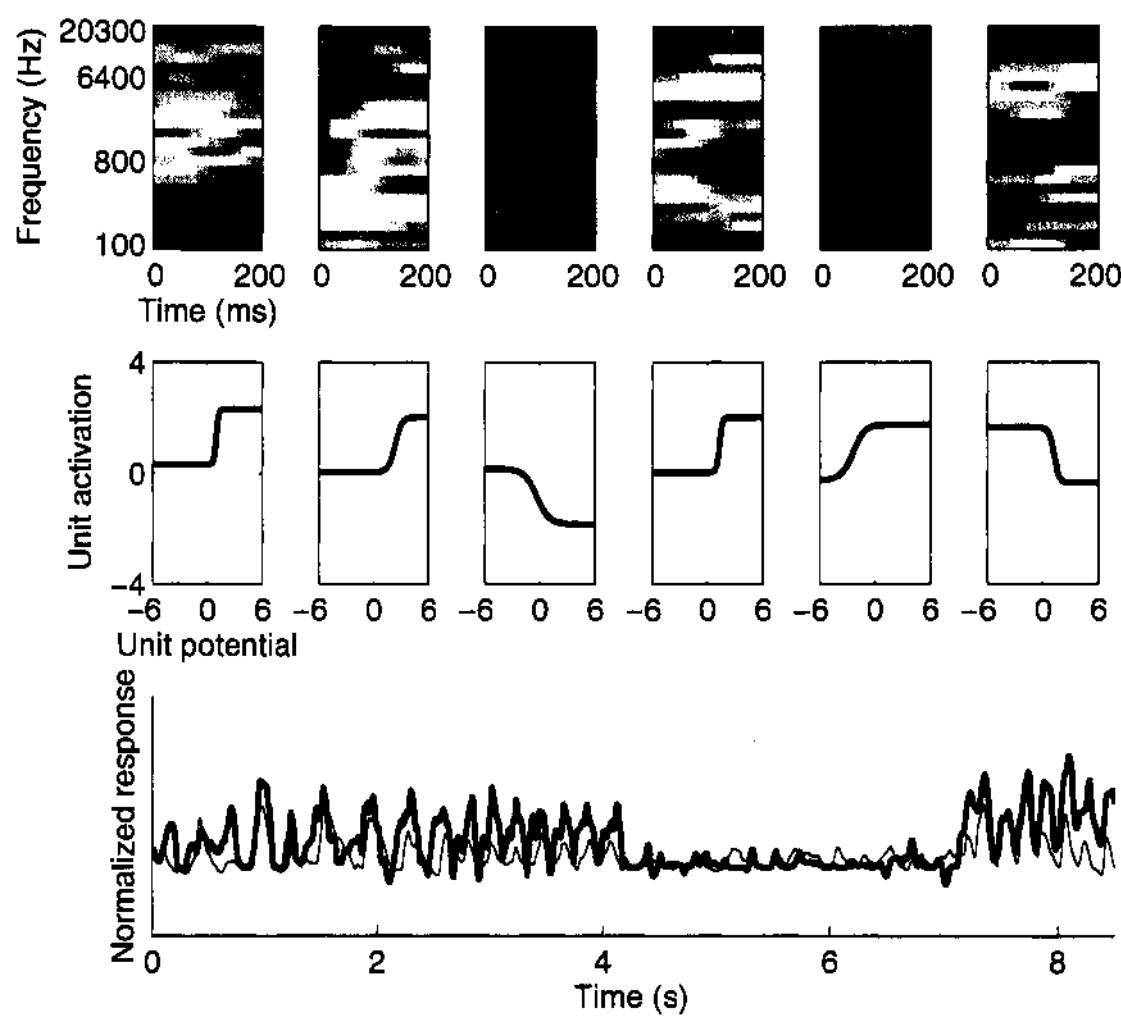 Frequency (Hz)
20300
6400
800
100
0 200 0 200 0 200 0 200 0 200 0 200
Time (ms)
Unit activation
4
0
−4
−6 0 6 −6 0 6 −6 0 6 −6 0 6 −6 0 6 −6 0 6
Unit potential
Normalized response
0 2 4 6 8
Time (s)